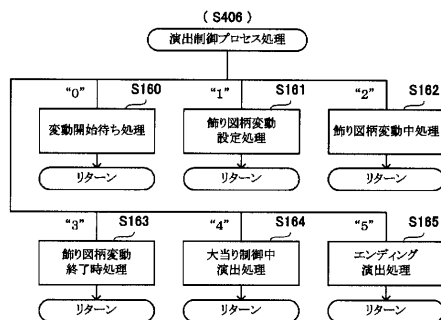 ( S406 )
演出制御プロセス処理
“0” S160 “1” S161 “2” S162
変動開始待ち処理
飾り図柄変動
設定処理
飾り図柄変動中処理
リターン リターン リターン
“3” S163 “4” S164 “5” S165
飾り図柄変動
終了時処理
大当り制御中
演出処理
エンディング
演出処理
リターン リターン リターン